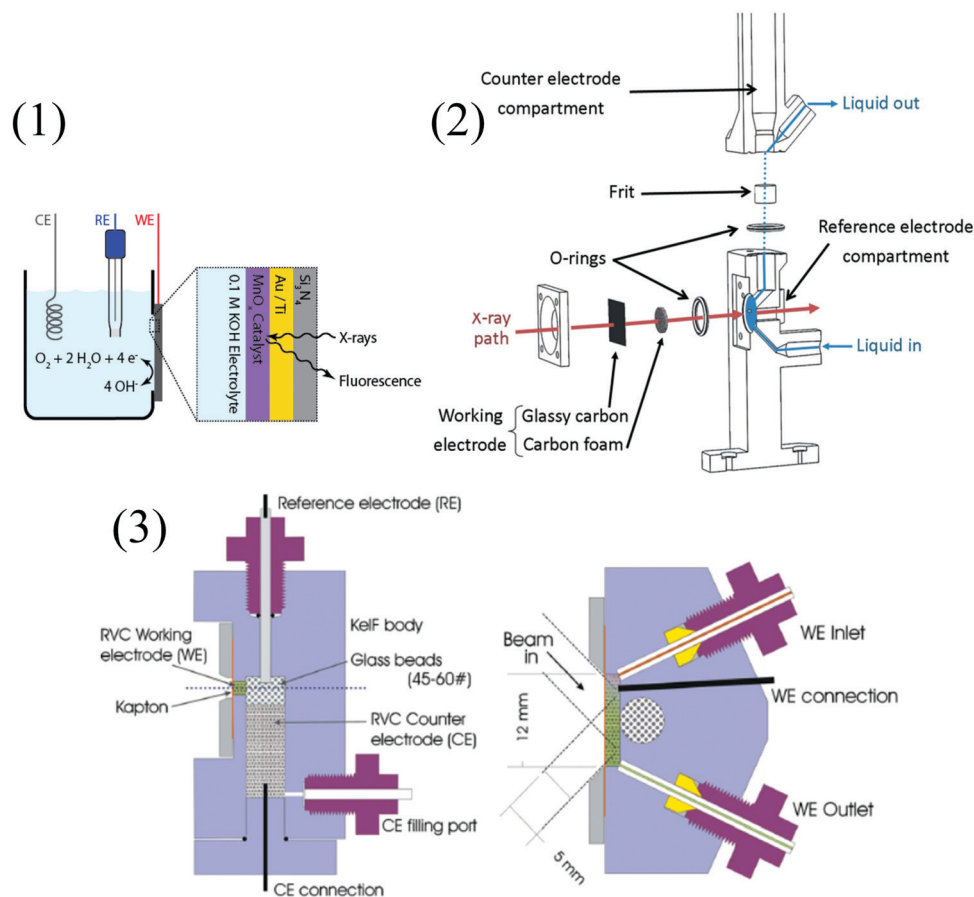 (1)
CE
RE
WE
O2 + 2 H2O + 4 e-
4 OH-
0.1 M KOH Electrolyte
MnOx Catalyst
Au / Ti
Si3N4
X-rays
Fluorescence
(2)
Counter electrode
compartment
Liquid out
Frit
Reference electrode
compartment
O-rings
X-ray
path
Liquid in
Working
electrode
Glassy carbon
Carbon foam
(3)
Reference electrode (RE)
RVC Working
electrode (WE)
Kapton
KelF body
Glass beads
(45-60#)
RVC Counter
electrode (CE)
CE filling port
CE connection
Beam
in
12 mm
5 mm
WE Inlet
WE connection
WE Outlet